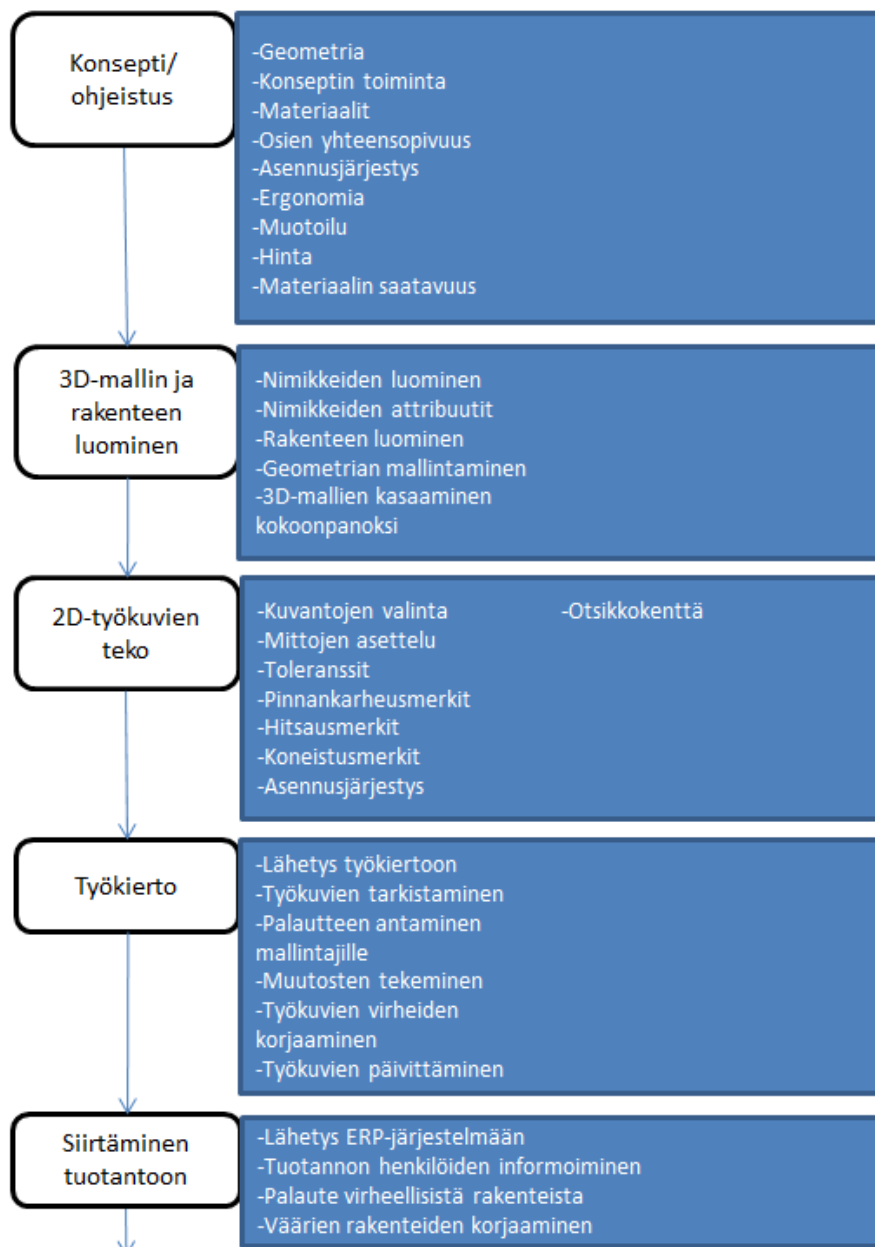 Konsepti/
ohjeistus
-Geometria
-Konseptin toiminta
-Materiaalit
-Osien yhteensopivuus
-Asennusjärjestys
-Ergonomia
-Muotoilu
-Hinta
-Materiaalin saatavuus
3D-mallin ja
rakenteen
luominen
-Nimikkeiden luominen
-Nimikkeiden attribuutit
-Rakenteen luominen
-Geometrian mallintaminen
-3D-mallien kasaaminen
kokoonpanoksi
2D-työkuvien
teko
-Kuvantojen valinta
-Mittojen asettelu
-Toleranssit
-Pinnankarheusmerkit
-Hitsausmerkit
-Koneistusmerkit
-Asennusjärjestys
-Otsikkokenttä
Työkierto
-Lähetys työkiertoon
-Työkuvien tarkistaminen
-Palautteen antaminen
mallintajille
-Muutosten tekeminen
-Työkuvien virheiden
korjaaminen
-Työkuvien päivittäminen
Siirtäminen
tuotantoon
-Lähetys ERP-järjestelmään
-Tuotannon henkilöiden informoiminen
-Palaute virheellisistä rakenteista
-Väärien rakenteiden korjaaminen